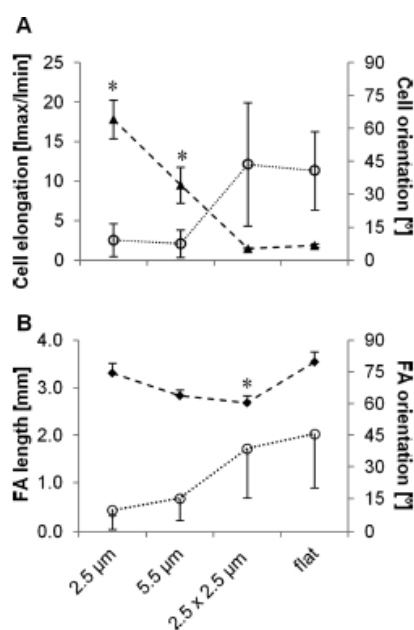 A
Cell elongation [lmax/lmin]
25
20
15
10
5
0
*
*
90
75
60
45
30
15
0
Cell orientation [°]
B
FA length [mm]
4.0
3.0
2.0
1.0
0.0
*
90
75
60
45
30
15
0
FA orientation [°]
2.5 µm
5.5 µm
2.5 x 2.5 µm
flat